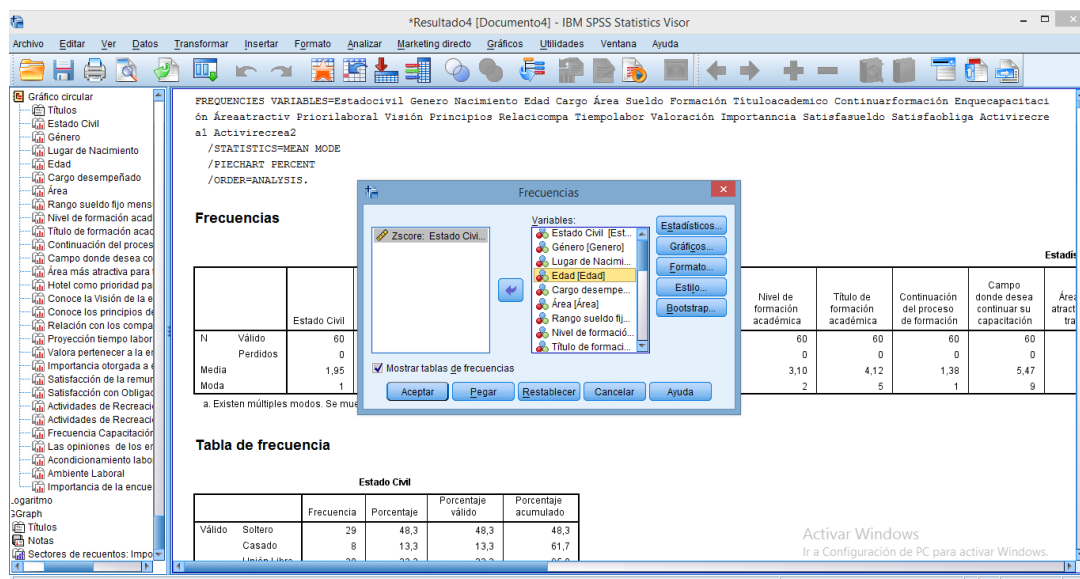 *Resultado4 [Documento4] - IBM SPSS Statistics Visor
Archivo Editar Ver Datos Transformar Insertar Formato Analizar Marketing directo Gráficos Utilidades Ventana Ayuda
Gráfico circular
Títulos
Estado Civil
Género
Lugar de Nacimiento
Edad
Cargo desempeñado
Área
Rango sueldo fijo mens
Nivel de formación acad
Título de formación acad
Continuación del proces
Campo donde desea co
Área más atractiva para
Hotel como prioridad pa
Conoce la Visión de la e
Conoce los principios de
Relación con los compa
Proyección tiempo labor
Valora pertenecer a la en
Importancia otorgada a e
Satisfacción de la remur
Satisfacción con Obligac
Actividades de Recreaci
Actividades de Recreaci
Frecuencia Capacitación
Las opiniones de los en
Acondicionamiento labo
Ambiente Laboral
Importancia de la encue
Logaritmo
Graph
Títulos
Notas
Sectores de recuentos: Impo
FREQUENCIES VARIABLES=Estadocivil Genero Nacimiento Edad Cargo Área Sueldo Formación Tituloacademico Continuarformación Enquecapacitaci
ón Áreaatractiv Priorilaboral Visión Principios Relacicompa Tiempolabor Valoración Importanncia Satisfasueldo Satisfaobliga Activirecre
a1 Activirecrea2
/STATISTICS=MEAN MODE
/PIECHART PERCENT
/ORDER=ANALYSIS.
Frecuencias
Estadís
Estado Civil
Nivel de formación académica
Título de formación académica
Continuación del proceso de formación
Campo donde desea continuar su capacitación
Área
atract
tra
N Válido 60 60 60 60 60
Perdidos 0 0 0 0 0
Media 1,95 3,10 4,12 1,38 5,47
Moda 1 2 5 1 9
a. Existen múltiples modos. Se mue
Frecuencias
Zscore: Estado Civi...
Variables:
Estado Civil [Est...
Género [Genero]
Lugar de Nacimi...
Edad [Edad]
Cargo desempe...
Área [Área]
Rango sueldo fij...
Nivel de formació...
Título de formaci...
Estadísticos...
Gráficos...
Formato...
Estilo...
Bootstrap...
Mostrar tablas de frecuencias
Aceptar Pegar Restablecer Cancelar Ayuda
Tabla de frecuencia
Estado Civil
Frecuencia Porcentaje Porcentaje válido Porcentaje acumulado
Válido Soltero 29 48,3 48,3 48,3
Casado 8 13,3 13,3 61,7
Unión Libre
Activar Windows
Ir a Configuración de PC para activar Windows.